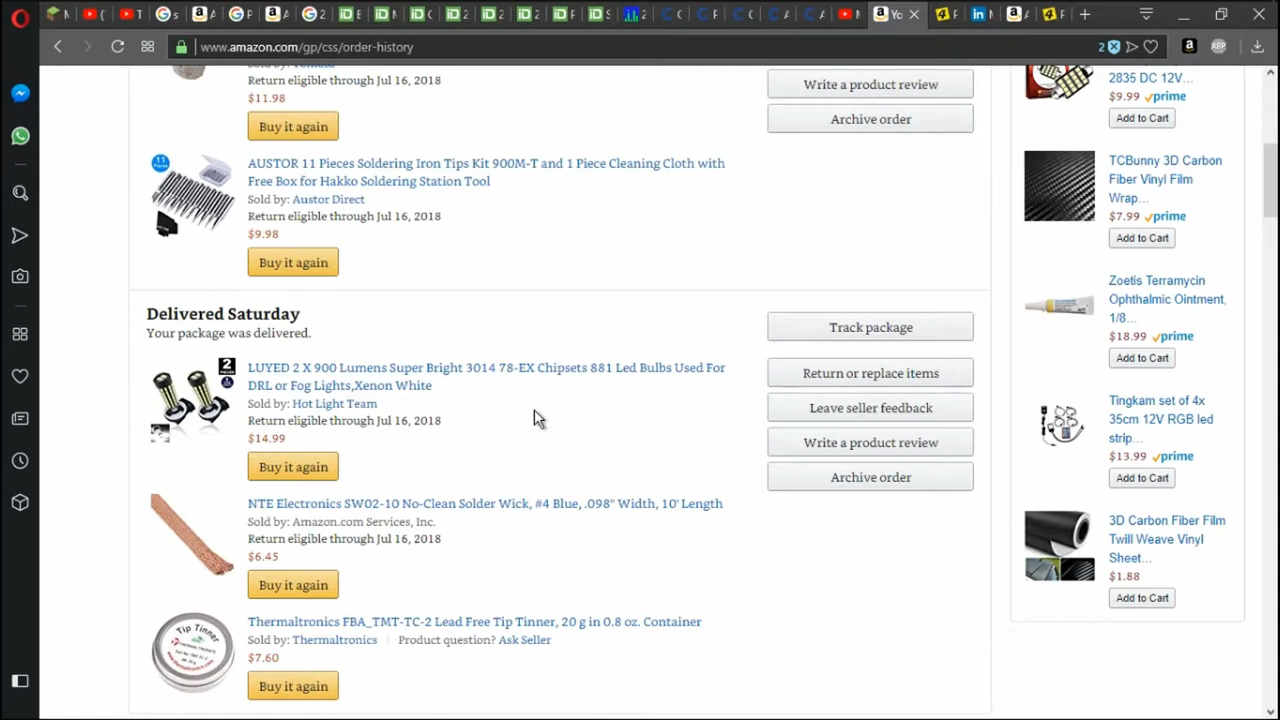 www.amazon.com/gp/css/order-history
2
ABP
Return eligible through Jul 16, 2018
$11.98
Buy it again
Write a product review
Archive order
AUSTOR 11 Pieces Soldering Iron Tips Kit 900M-T and 1 Piece Cleaning Cloth with
Free Box for Hakko Soldering Station Tool
Sold by: Austor Direct
Return eligible through Jul 16, 2018
$9.98
Buy it again
Delivered Saturday
Your package was delivered.
Track package
Return or replace items
Leave seller feedback
Write a product review
Archive order
LUYED 2 X 900 Lumens Super Bright 3014 78-EX Chipsets 881 Led Bulbs Used For
DRL or Fog Lights,Xenon White
Sold by: Hot Light Team
Return eligible through Jul 16, 2018
$14.99
Buy it again
NTE Electronics SW02-10 No-Clean Solder Wick, #4 Blue, .098" Width, 10' Length
Sold by: Amazon.com Services, Inc.
Return eligible through Jul 16, 2018
$6.45
Buy it again
Tip Tinner
Thermaltronics FBA_TMT-TC-2 Lead Free Tip Tinner, 20 g in 0.8 oz. Container
Sold by: Thermaltronics
Product question? Ask Seller
$7.60
Buy it again
2835 DC 12V...
$9.99 prime
Add to Cart
TCBunny 3D Carbon
Fiber Vinyl Film
Wrap...
$7.99 prime
Add to Cart
Zoetis Terramycin
Ophthalmic Ointment,
1/8...
$18.99 prime
Add to Cart
Tingkam set of 4x
35cm 12V RGB led
strip...
$13.99 prime
Add to Cart
3D Carbon Fiber Film
Twill Weave Vinyl
Sheet...
$1.88
Add to Cart